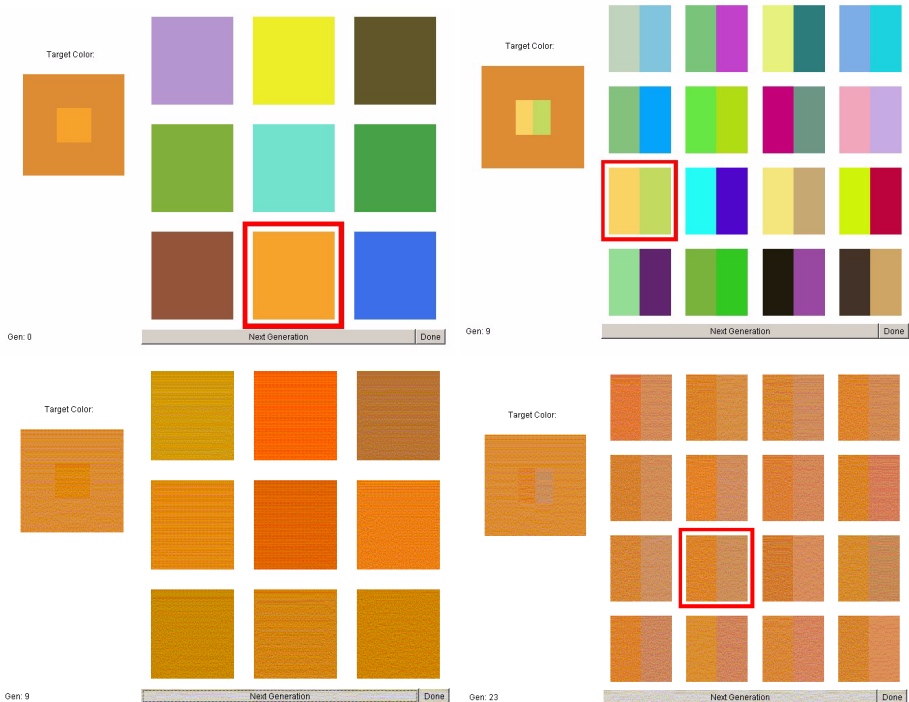 Target Color:
Gen: 0
Next Generation
Done
Target Color:
Gen: 9
Next Generation
Done
Target Color:
Gen: 9
Next Generation
Done
Target Color:
Gen: 23
Next Generation
Done